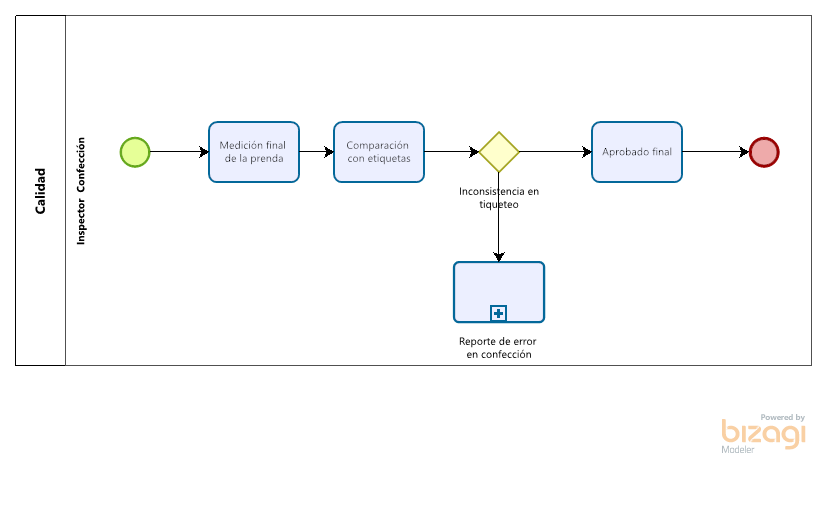 Calidad
Inspector Confección
Medición final
de la prenda
Comparación
con etiquetas
Inconsistencia en
tiqueteo
Aprobado final
Reporte de error
en confección
Powered by
bizagi
Modeler